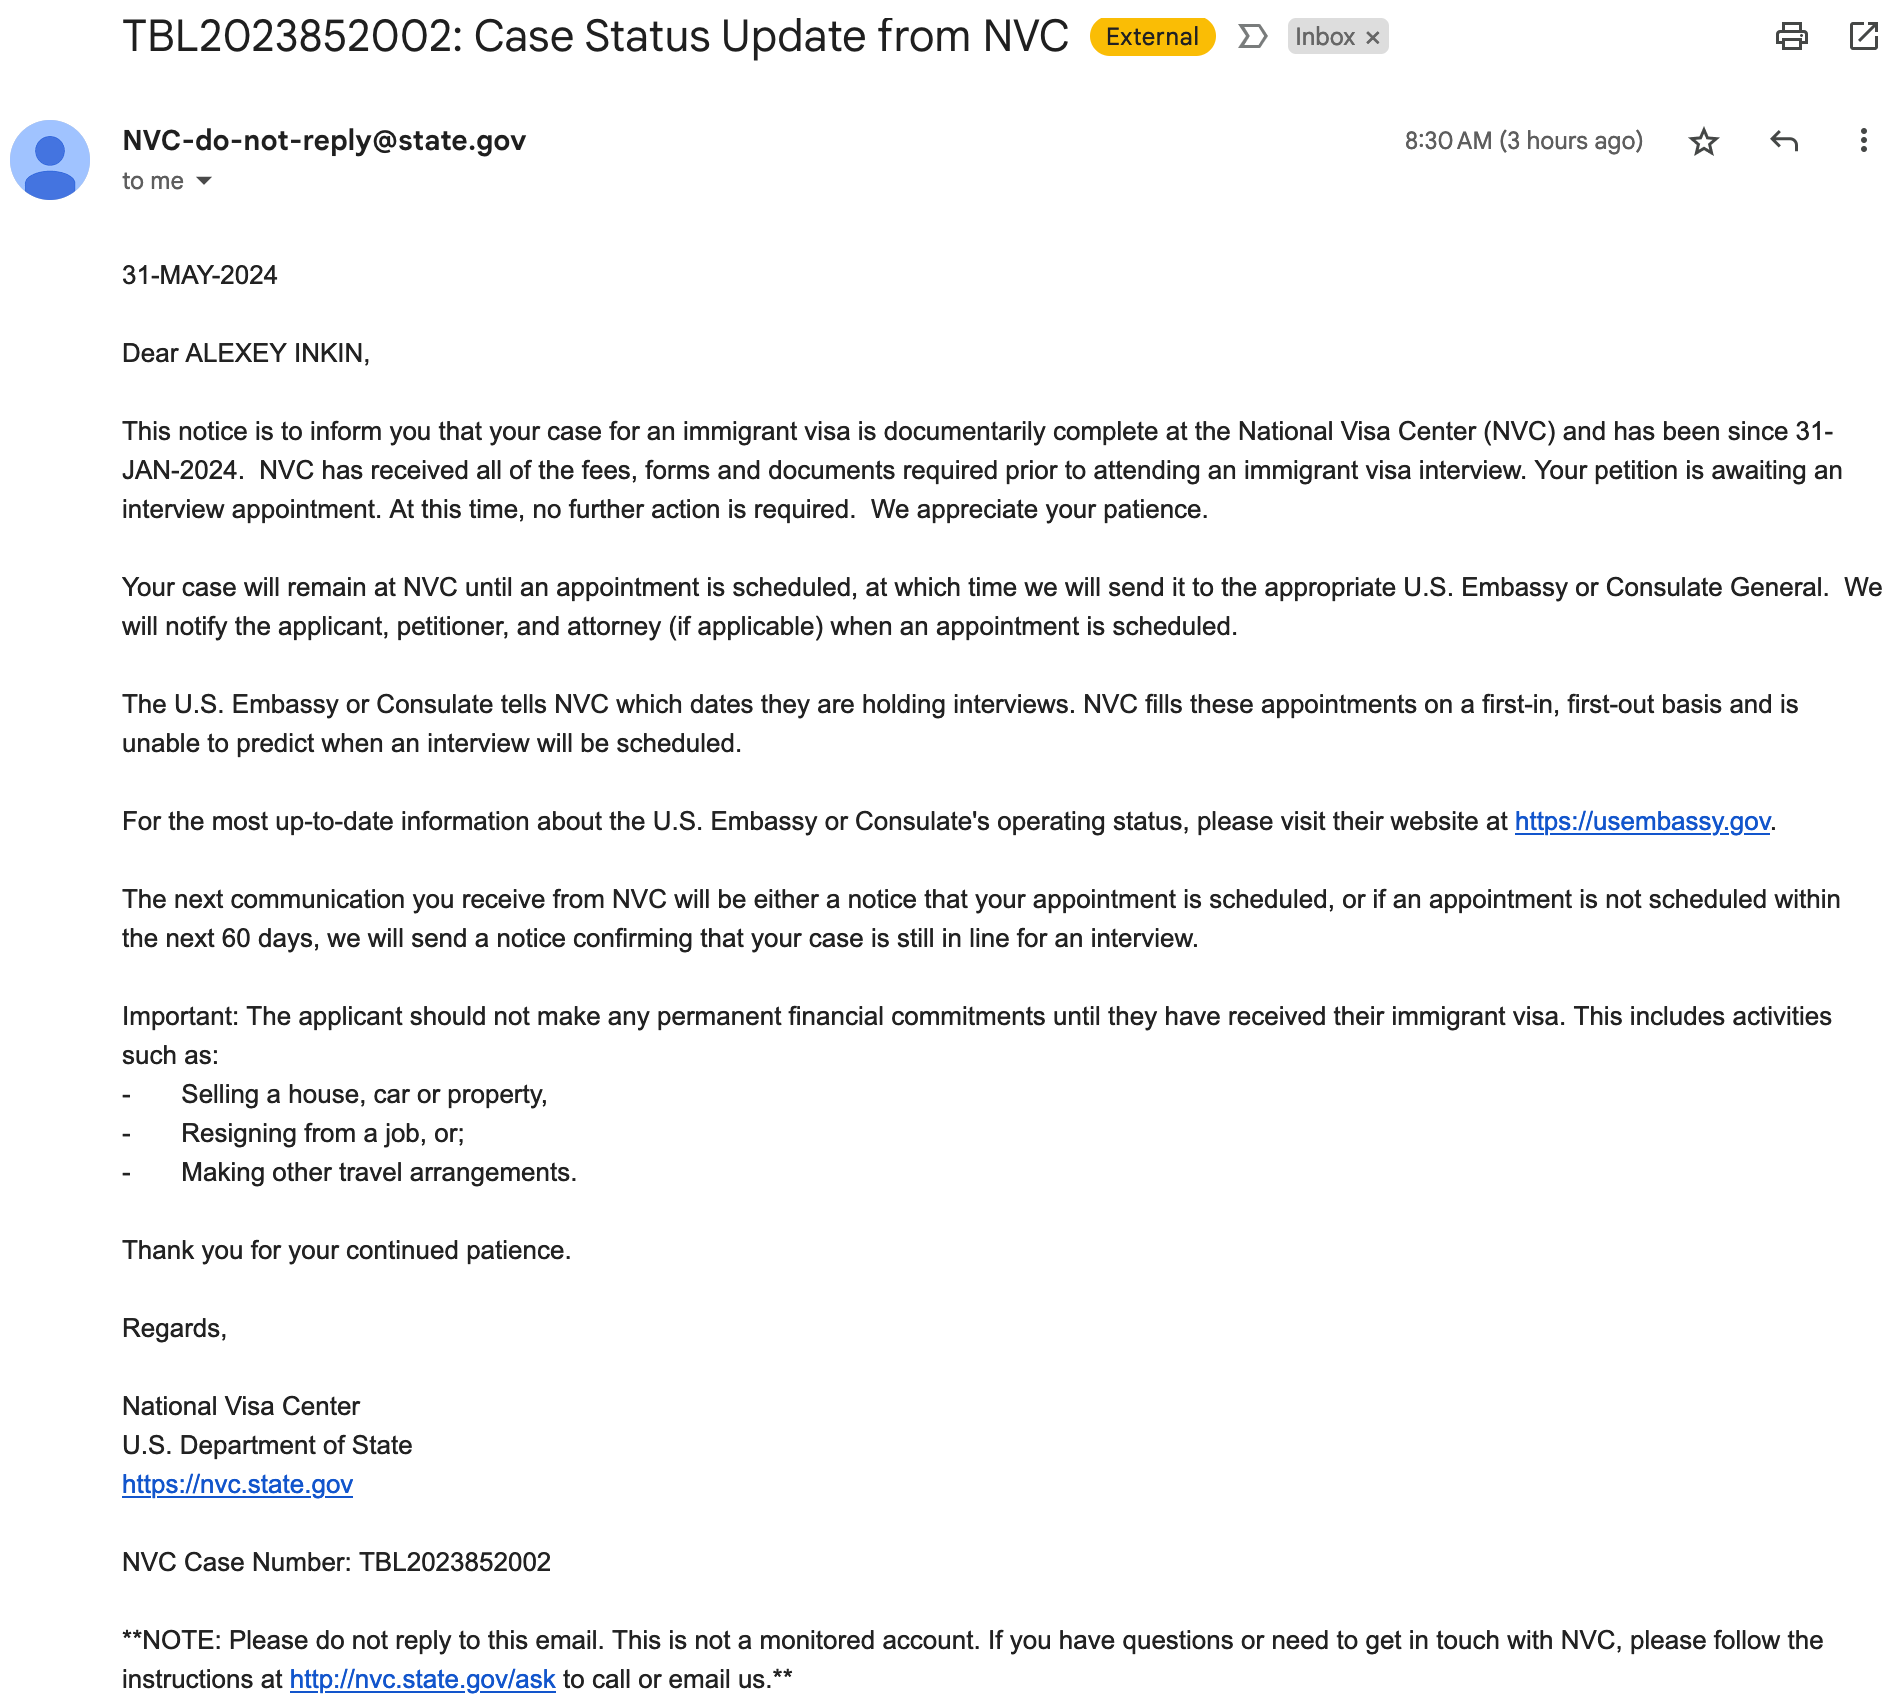 TBL2023852002: Case Status Update from NVC External Inbox ×
NVC-do-not-reply@state.gov 8:30 AM (3 hours ago)
to me
31-MAY-2024
Dear ALEXEY INKIN,
This notice is to inform you that your case for an immigrant visa is documentarily complete at the National Visa Center (NVC) and has been since 31-
JAN-2024.  NVC has received all of the fees, forms and documents required prior to attending an immigrant visa interview. Your petition is awaiting an
interview appointment. At this time, no further action is required.  We appreciate your patience.
Your case will remain at NVC until an appointment is scheduled, at which time we will send it to the appropriate U.S. Embassy or Consulate General.  We
will notify the applicant, petitioner, and attorney (if applicable) when an appointment is scheduled.
The U.S. Embassy or Consulate tells NVC which dates they are holding interviews. NVC fills these appointments on a first-in, first-out basis and is
unable to predict when an interview will be scheduled.
For the most up-to-date information about the U.S. Embassy or Consulate's operating status, please visit their website at https://usembassy.gov.
The next communication you receive from NVC will be either a notice that your appointment is scheduled, or if an appointment is not scheduled within
the next 60 days, we will send a notice confirming that your case is still in line for an interview.
Important: The applicant should not make any permanent financial commitments until they have received their immigrant visa. This includes activities
such as:
- Selling a house, car or property,
- Resigning from a job, or;
- Making other travel arrangements.
Thank you for your continued patience.
Regards,
National Visa Center
U.S. Department of State
https://nvc.state.gov
NVC Case Number: TBL2023852002
**NOTE: Please do not reply to this email. This is not a monitored account. If you have questions or need to get in touch with NVC, please follow the
instructions at http://nvc.state.gov/ask to call or email us.**